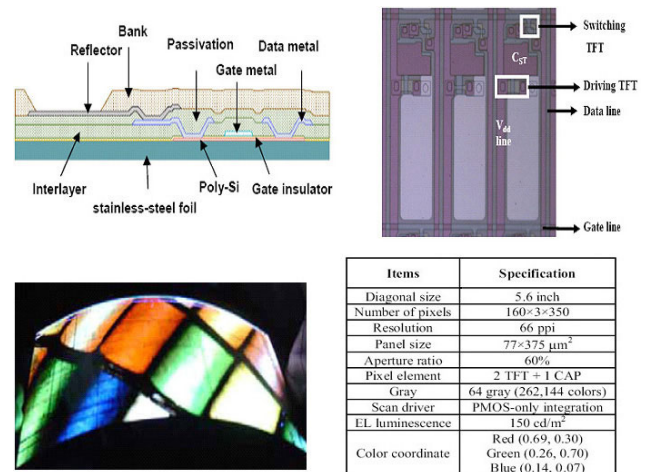 Bank
Reflector
Passivation
Data metal
Gate metal
Interlayer
Poly-Si
Gate insulator
stainless-steel foil
Switching
TFT
C_ST
Driving TFT
Data line
V_dd
line
Gate line
Items Specification
Diagonal size 5.6 inch
Number of pixels 160×3×350
Resolution 66 ppi
Panel size 77×375 μm²
Aperture ratio 60%
Pixel element 2 TFT + 1 CAP
Gray 64 gray (262,144 colors)
Scan driver PMOS-only integration
EL luminescence 150 cd/m²
Color coordinate Red (0.69, 0.30)
Green (0.26, 0.70)
Blue (0.14, 0.07)